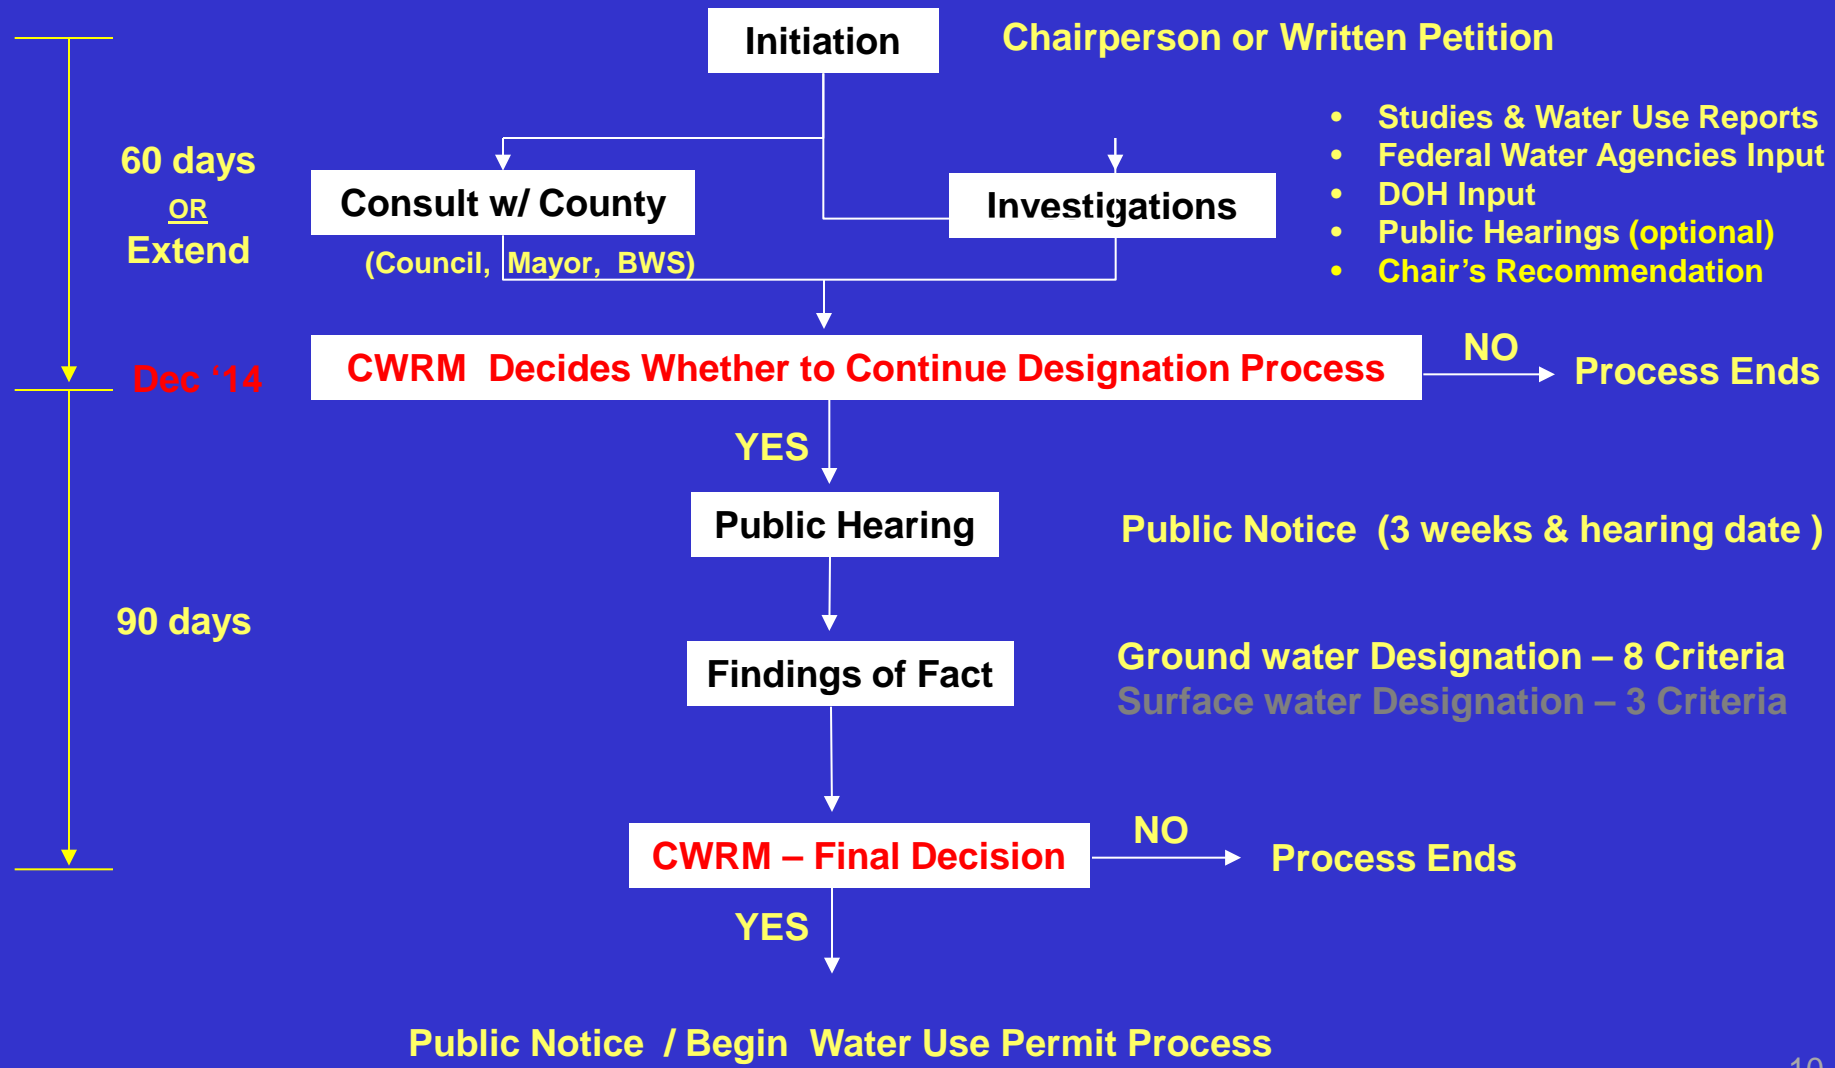 Initiation
Chairperson or Written Petition
• Studies & Water Use Reports
• Federal Water Agencies Input
• DOH Input
• Public Hearings (optional)
• Chair’s Recommendation
60 days
OR
Extend
Consult w/ County
(Council, Mayor, BWS)
Investigations
Dec ‘14
CWRM Decides Whether to Continue Designation Process
NO
Process Ends
YES
Public Hearing
Public Notice (3 weeks & hearing date )
90 days
Findings of Fact
Ground water Designation – 8 Criteria
Surface water Designation – 3 Criteria
CWRM – Final Decision
NO
Process Ends
YES
Public Notice / Begin Water Use Permit Process